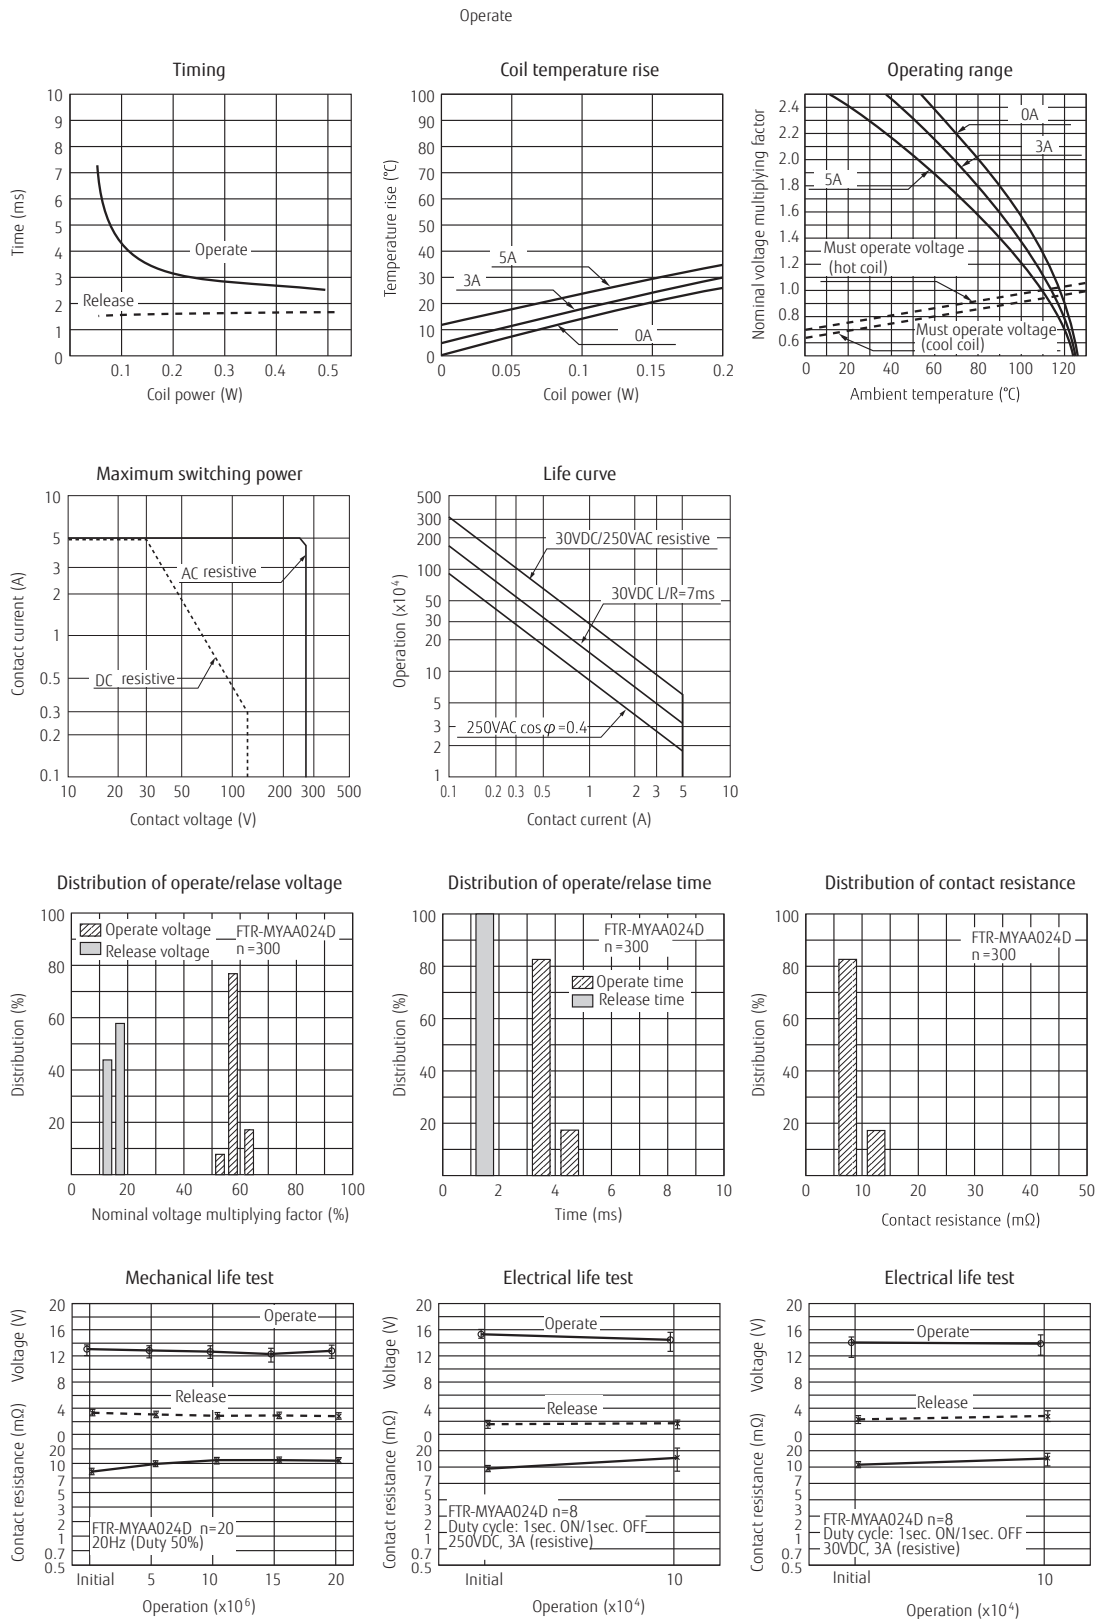 Operate
Timing
10
9
8
7
6
5
4
3
2
1
0
Time (ms)
Operate
Release
0.1
0.2
0.3
0.4
0.5
Coil power (W)
Coil temperature rise
100
90
80
70
60
50
40
30
20
10
0
Temperature rise (°C)
5A
3A
0A
0
0.05
0.1
0.15
0.2
Coil power (W)
Operating range
2.4
2.2
2.0
1.8
1.6
1.4
1.2
1.0
0.8
0.6
Nominal voltage multiplying factor
0A
3A
5A
Must operate voltage
(hot coil)
Must operate voltage
(cool coil)
0
20
40
60
80
100
120
Ambient temperature (°C)
Maximum switching power
10
5
3
2
1
0.5
0.3
0.2
0.1
Contact current (A)
AC resistive
DC resistive
10
20
30
50
100
200
300
500
Contact voltage (V)
Life curve
500
300
200
100
50
30
20
10
5
3
2
1
Operation (x10⁴)
30VDC/250VAC resistive
30VDC L/R=7ms
250VAC cos φ=0.4
0.1
0.2
0.3
0.5
1
2
3
5
10
Contact current (A)
Distribution of operate/relase voltage
100
80
60
40
20
Distribution (%)
Operate voltage
Release voltage
FTR-MYAA024D
n =300
0
20
40
60
80
100
Nominal voltage multiplying factor (%)
Distribution of operate/relase time
100
80
60
40
20
Distribution (%)
FTR-MYAA024D
n=300
Operate time
Release time
0
2
4
6
8
10
Time (ms)
Distribution of contact resistance
100
80
60
40
20
Distribution (%)
FTR-MYAA024D
n =300
0
10
20
30
40
50
Contact resistance (mΩ)
Mechanical life test
20
16
12
8
4
0
20
10
7
5
3
2
1
0.7
0.5
Voltage (V)
Contact resistance (mΩ)
Operate
Release
FTR-MYAA024D n=20
20Hz (Duty 50%)
Initial
5
10
15
20
Operation (x10⁶)
Electrical life test
20
16
12
8
4
0
20
10
7
5
3
2
1
0.7
0.5
Voltage (V)
Contact resistance (mΩ)
Operate
Release
FTR-MYAA024D n=8
Duty cycle: 1sec. ON/1sec. OFF
250VDC, 3A (resistive)
Initial
10
Operation (x10⁴)
Electrical life test
20
16
12
8
4
0
20
10
7
5
3
2
1
0.7
0.5
Voltage (V)
Contact resistance (mΩ)
Operate
Release
FTR-MYAA024D n=8
Duty cycle: 1sec. ON/1sec. OFF
30VDC, 3A (resistive)
Initial
10
Operation (x10⁴)